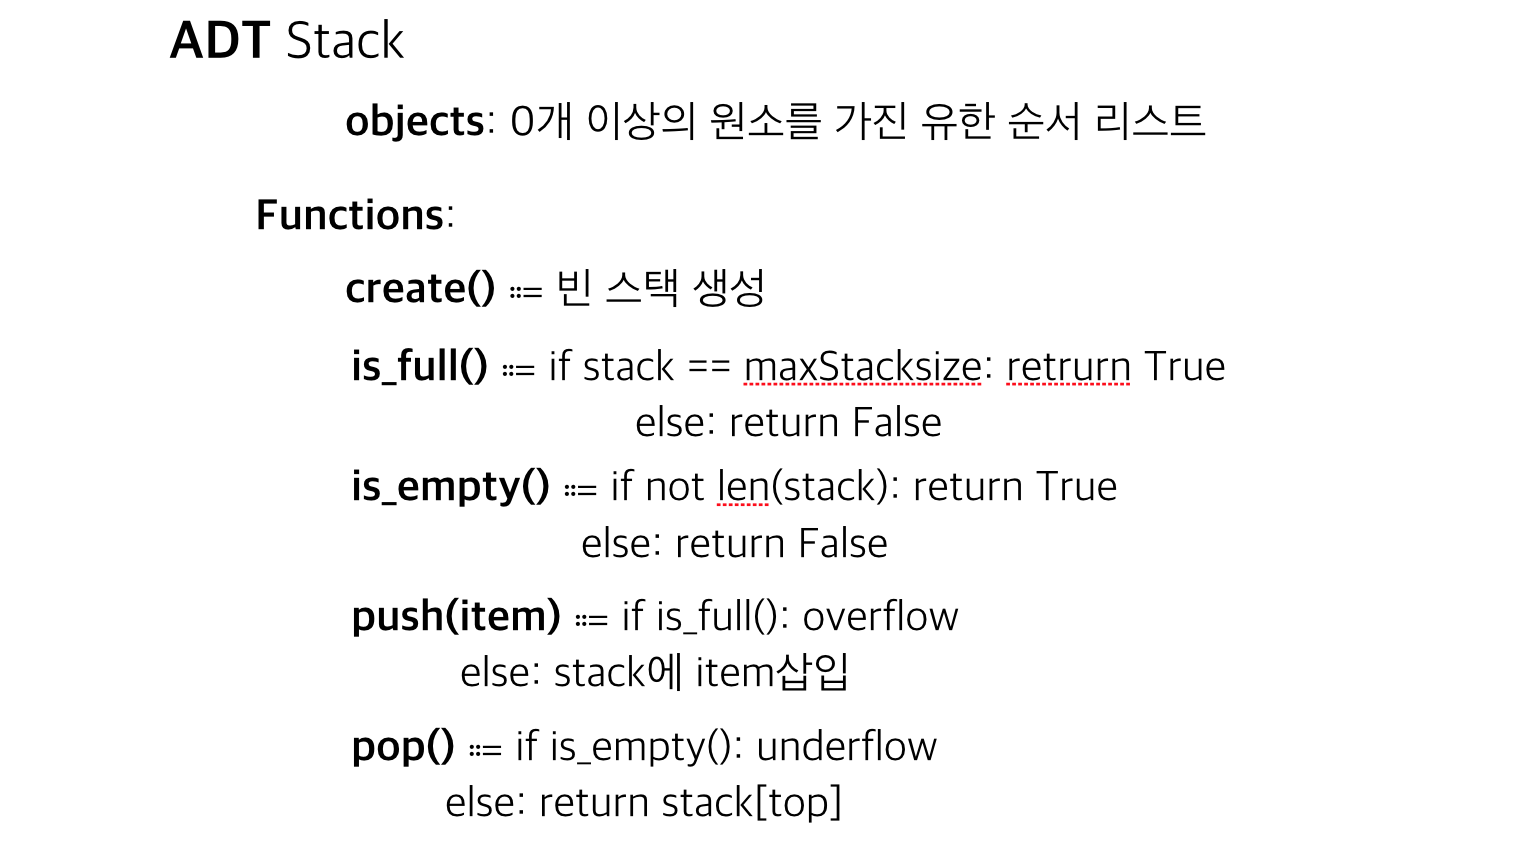 ADT Stack
objects: 0개 이상의 원소를 가진 유한 순서 리스트
Functions:
create() ::= 빈 스택 생성
is_full() ::= if stack == maxStacksize: retrurn True
else: return False
is_empty() ::= if not len(stack): return True
else: return False
push(item) ::= if is_full(): overflow
else: stack에 item삽입
pop() ::= if is_empty(): underflow
else: return stack[top]